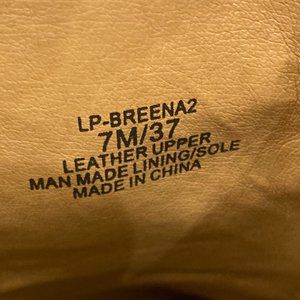 LP-BREENA2
7M/37
LEATHER UPPER
MAN MADE LINING/SOLE
MADE IN CHINA